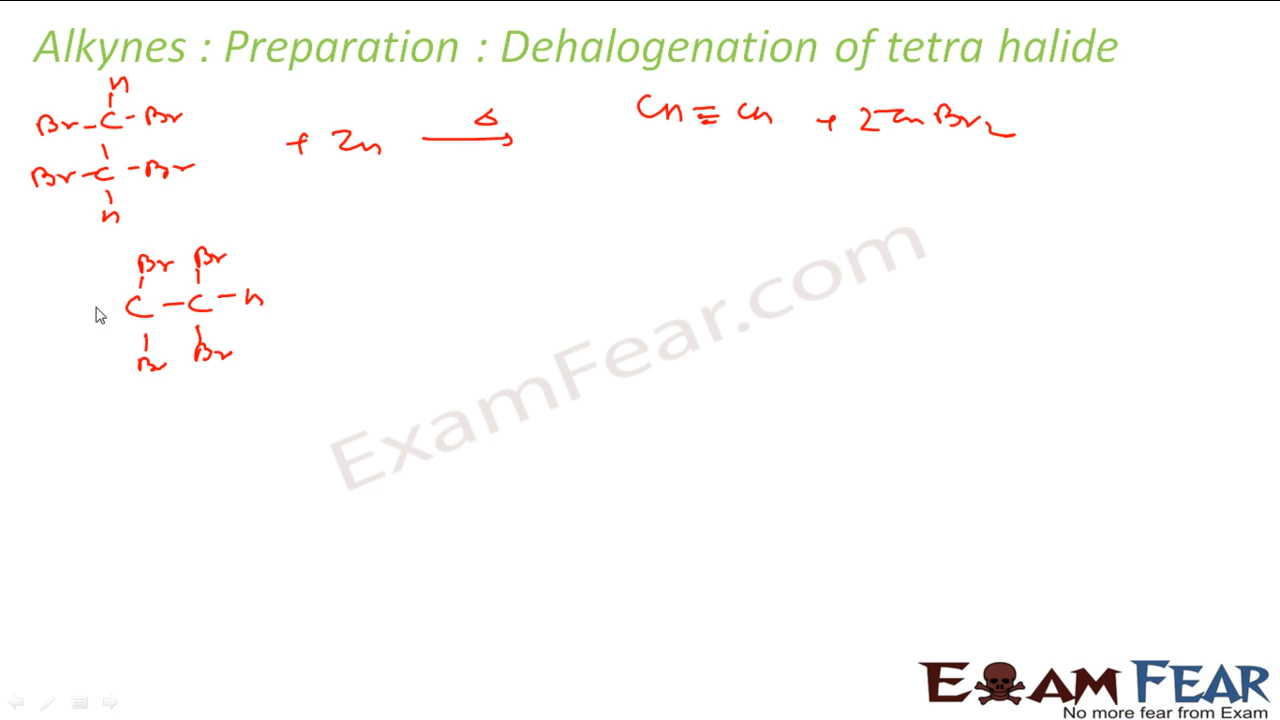 Alkynes : Preparation : Dehalogenation of tetra halide
H
Br-C-Br
Br-C-Br
H
+ Zn
Δ
CH≡CH + 2ZnBr2
Br Br
C-C-H
Br Br
ExamFear.com
EXAM FEAR
No more fear from Exam